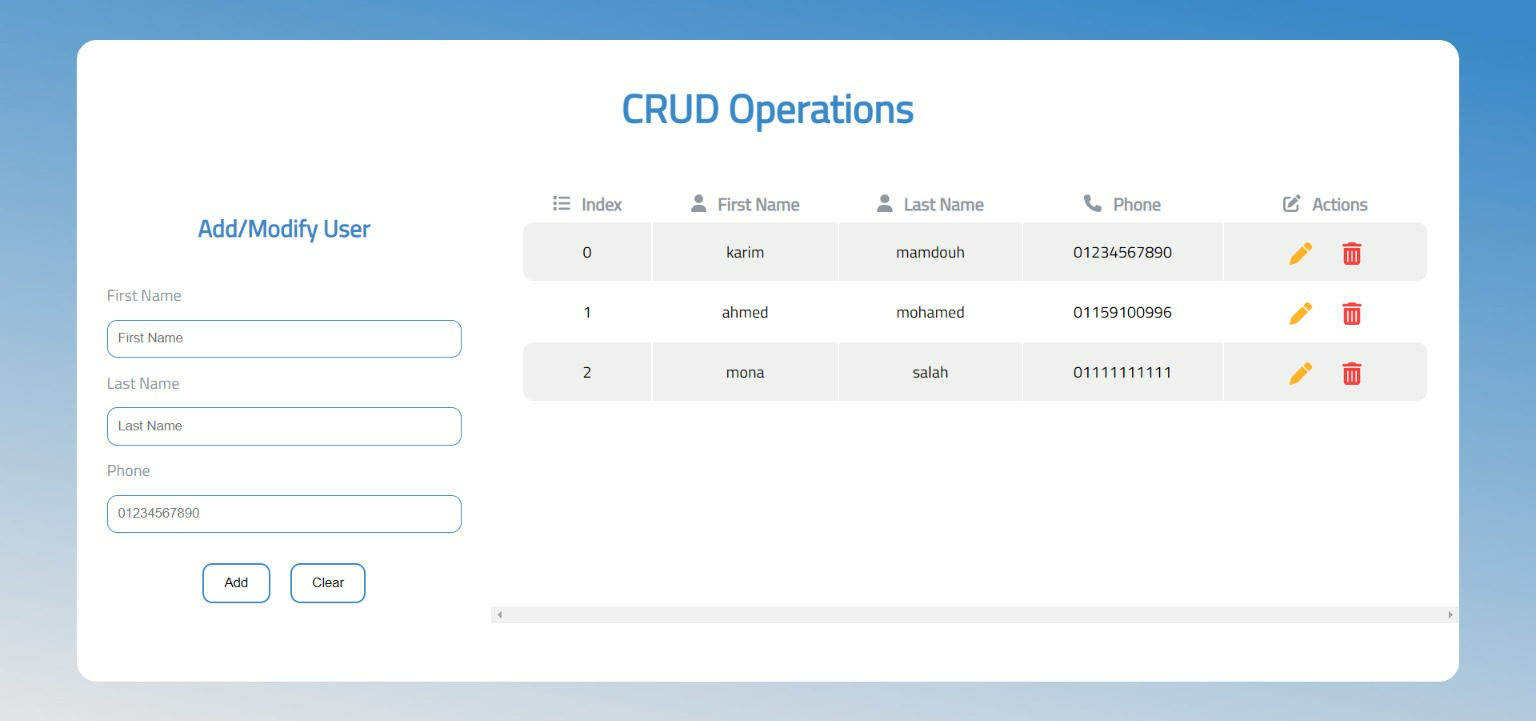 CRUD Operations
Add/Modify User
First Name
First Name
Last Name
Last Name
Phone
01234567890
Add Clear
Index First Name Last Name Phone Actions
0 karim mamdouh 01234567890
1 ahmed mohamed 01159100996
2 mona salah 01111111111